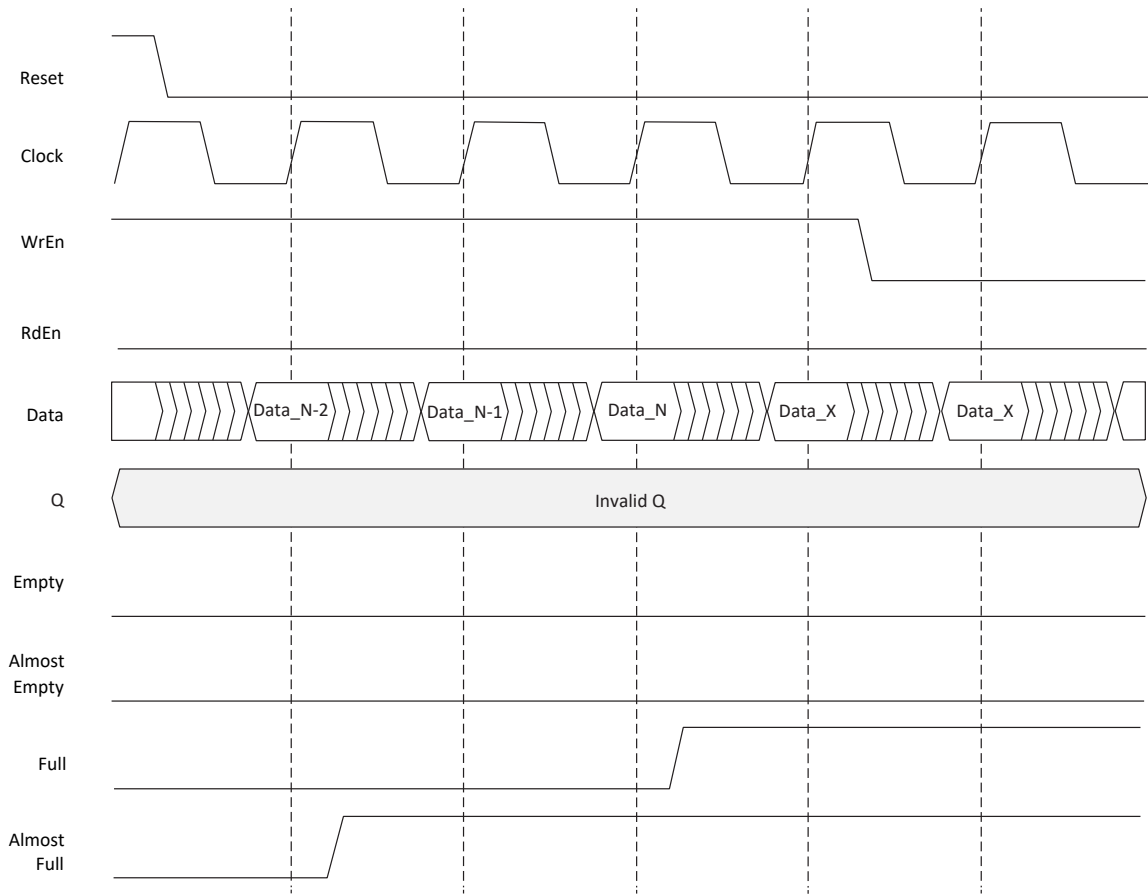 Reset
Clock
WrEn
RdEn
Data
Data_N-2
Data_N-1
Data_N
Data_X
Data_X
Q
Invalid Q
Empty
Almost
Empty
Full
Almost
Full